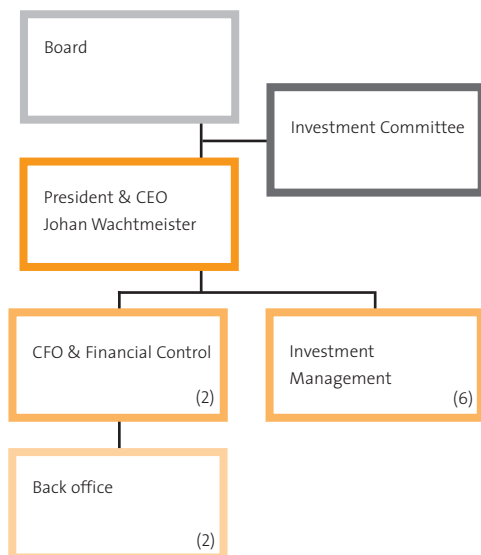 Board
Investment Committee
President & CEO
Johan Wachtmeister
CFO & Financial Control
(2)
Investment
Management
(6)
Back office
(2)